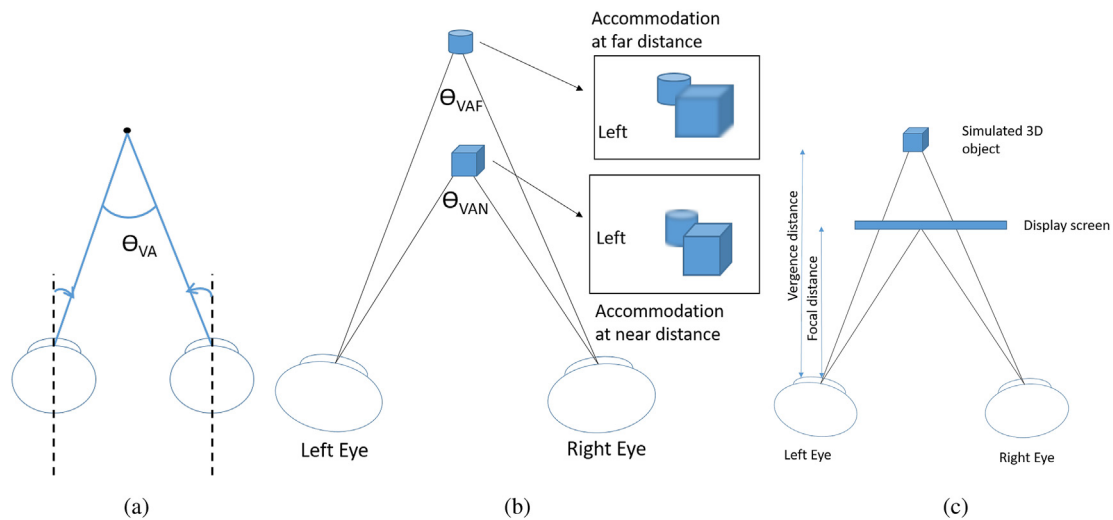 ϴVA
(a)
ϴVAF
ϴVAN
Left Eye
Right Eye
Accommodation
at far distance
Left
Left
Accommodation
at near distance
(b)
Simulated 3D
object
Display screen
Vergence distance
Focal distance
Left Eye
Right Eye
(c)